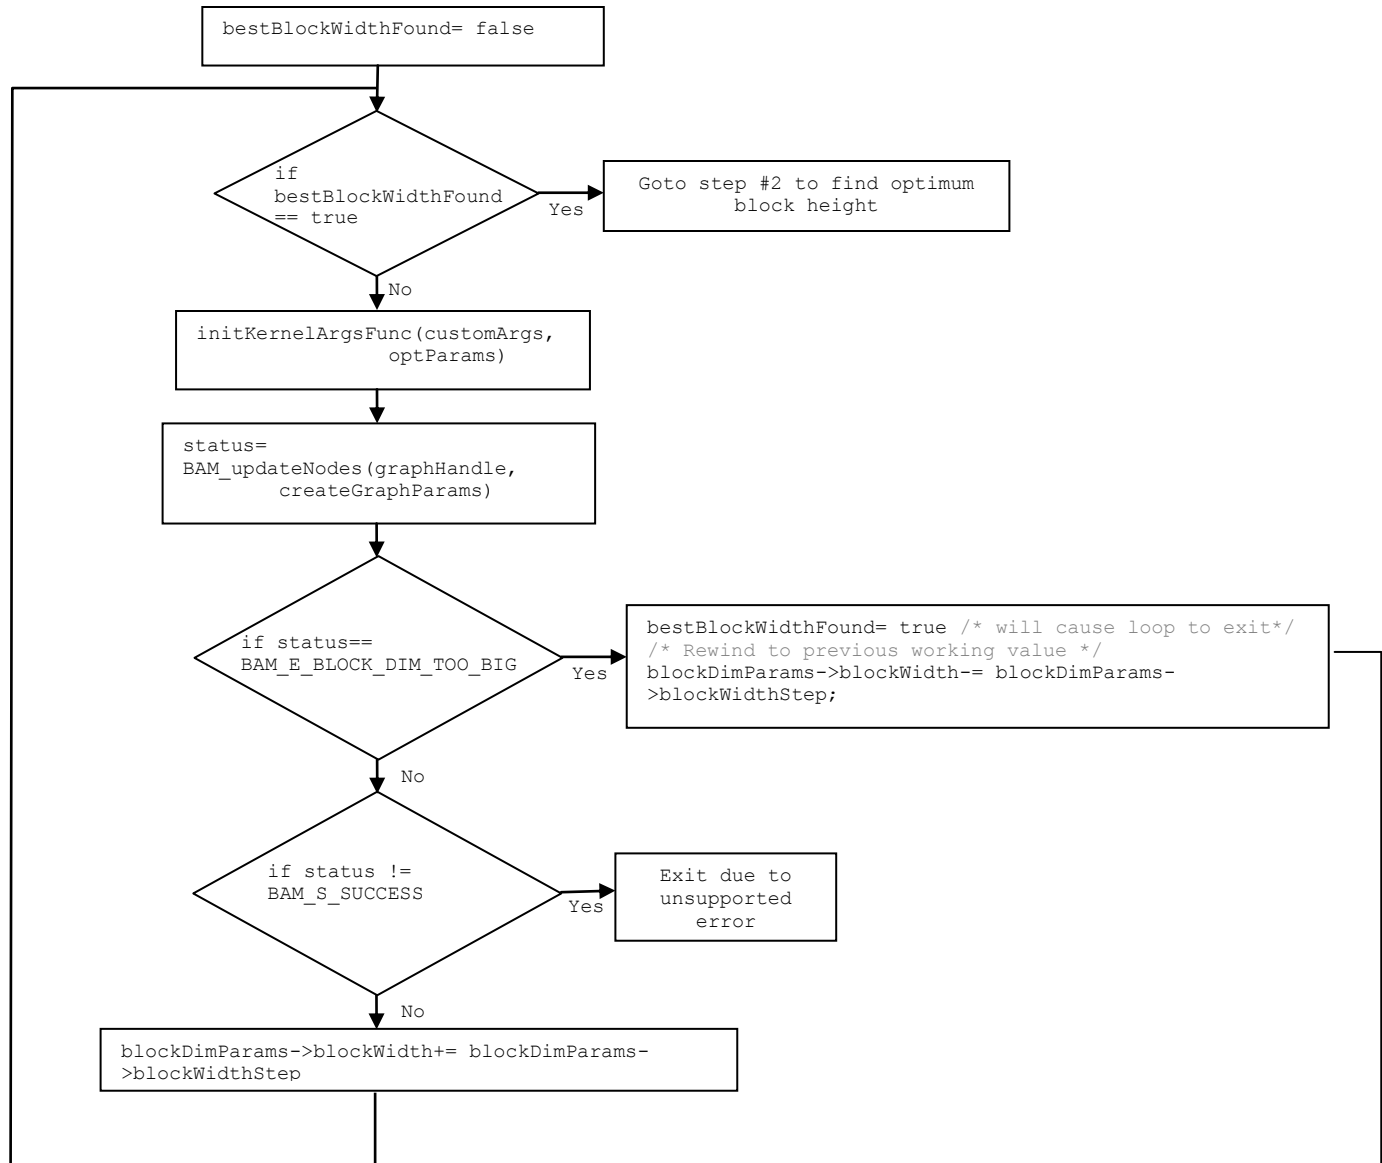 bestBlockWidthFound= false
if
bestBlockWidthFound
== true
Yes
Goto step #2 to find optimum
block height
No
initKernelArgsFunc(customArgs,
optParams)
status=
BAM_updateNodes(graphHandle,
createGraphParams)
if status==
BAM_E_BLOCK_DIM_TOO_BIG
Yes
bestBlockWidthFound= true /* will cause loop to exit*/
/* Rewind to previous working value */
blockDimParams->blockWidth-= blockDimParams-
>blockWidthStep;
No
if status !=
BAM_S_SUCCESS
Yes
Exit due to
unsupported
error
No
blockDimParams->blockWidth+= blockDimParams-
>blockWidthStep